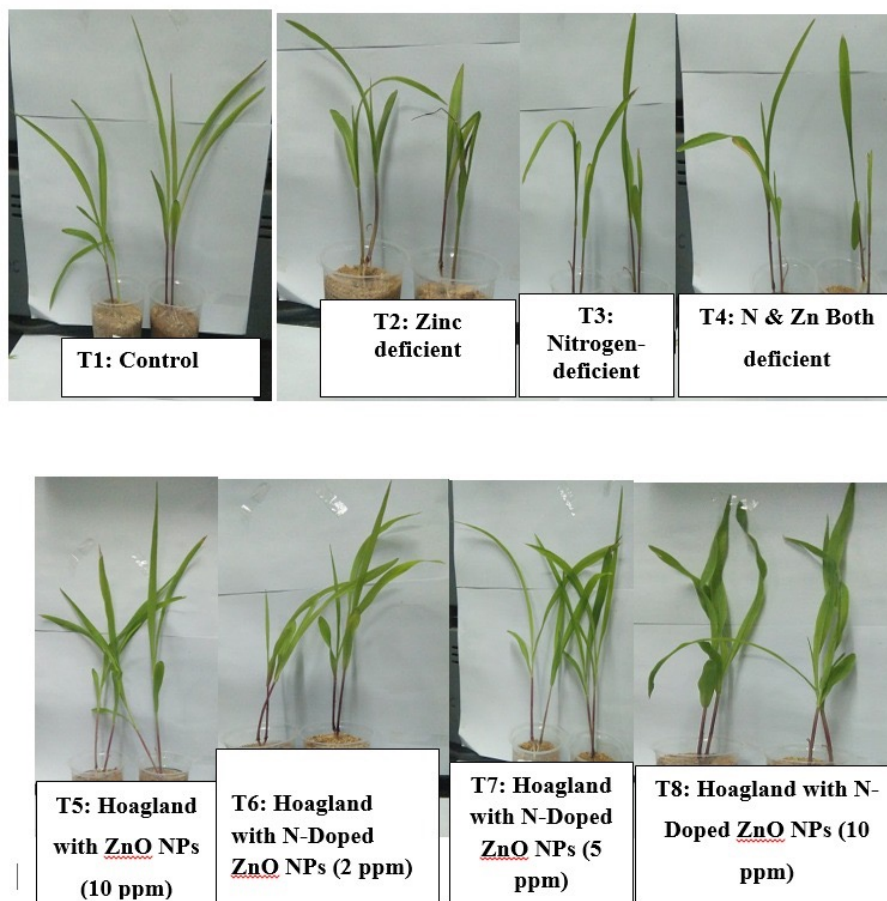 T1: Control
T2: Zinc
deficient
T3:
Nitrogen-
deficient
T4: N & Zn Both
deficient
T5: Hoagland
with ZnO NPs
(10 ppm)
T6: Hoagland
with N-Doped
ZnO NPs (2 ppm)
T7: Hoagland
with N-Doped
ZnO NPs (5
ppm)
T8: Hoagland with N-
Doped ZnO NPs (10
ppm)